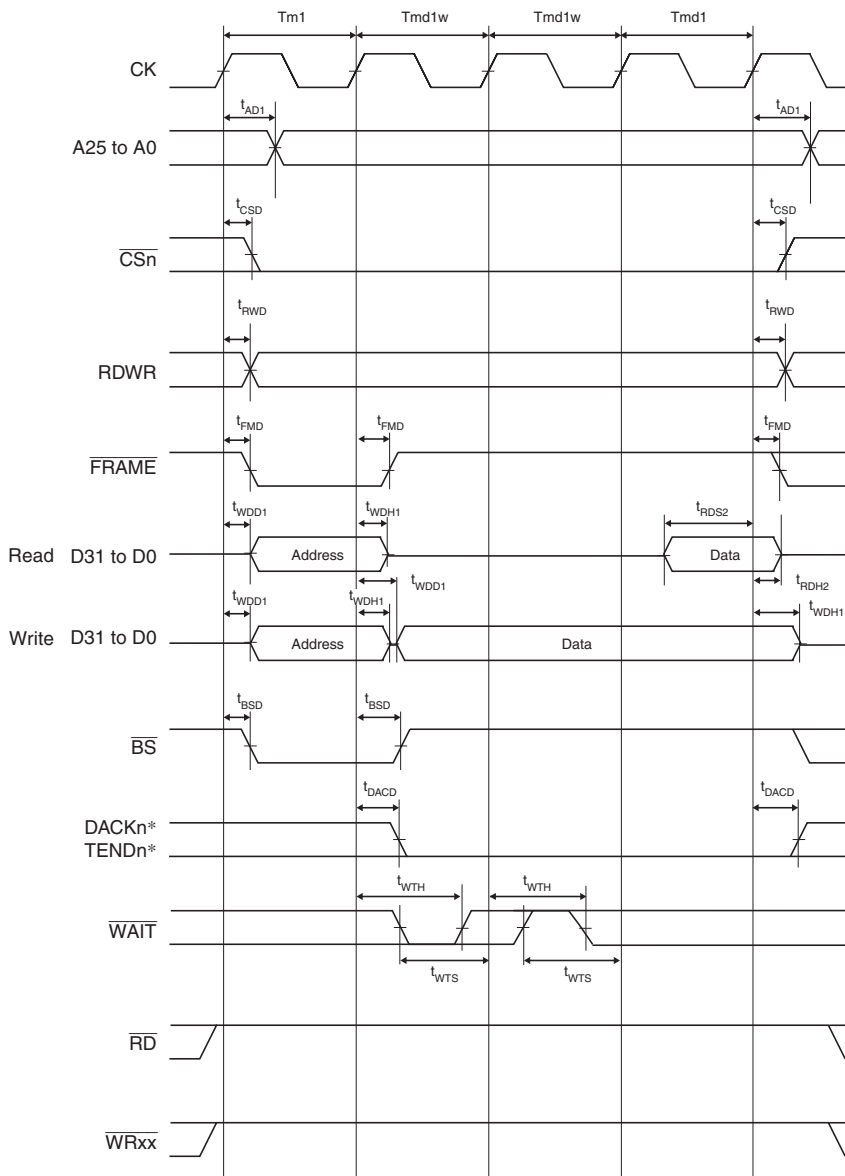 Tm1 Tmd1w Tmd1w Tmd1
CK
tAD1 tAD1
A25 to A0
tCSD tCSD
CSn
tRWD tRWD
RDWR
tFMD tFMD tFMD
FRAME
tWDD1 tWDH1 tRDS2
Read D31 to D0 Address Data
tWDD1 tRDH2
tWDD1 tWDH1 tWDH1
Write D31 to D0 Address Data
tBSD tBSD
BS
tDACD tDACD
DACKn*
TENDn*
tWTH tWTH
WAIT
tWTS tWTS
RD
WRxx